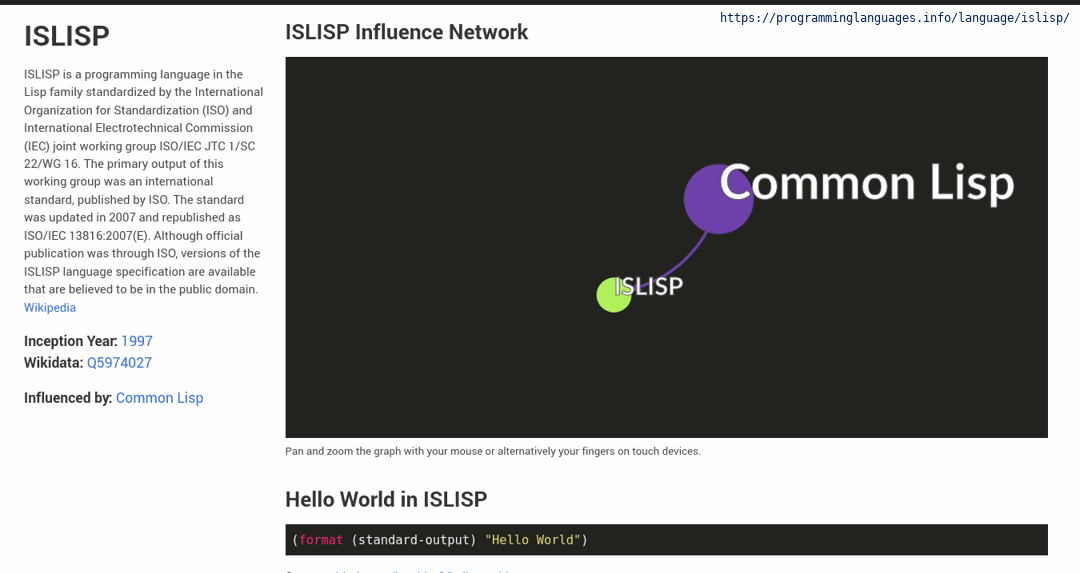 https://programminglanguages.info/language/islisp/
ISLISP
ISLISP is a programming language in the
Lisp family standardized by the International
Organization for Standardization (ISO) and
International Electrotechnical Commission
(IEC) joint working group ISO/IEC JTC 1/SC
22/WG 16. The primary output of this
working group was an international
standard, published by ISO. The standard
was updated in 2007 and republished as
ISO/IEC 13816:2007(E). Although official
publication was through ISO, versions of the
ISLISP language specification are available
that are believed to be in the public domain.
Wikipedia
Inception Year: 1997
Wikidata: Q5974027
Influenced by: Common Lisp
ISLISP Influence Network
Common Lisp
ISLISP
Pan and zoom the graph with your mouse or alternatively your fingers on touch devices.
Hello World in ISLISP
(format (standard-output) "Hello World")